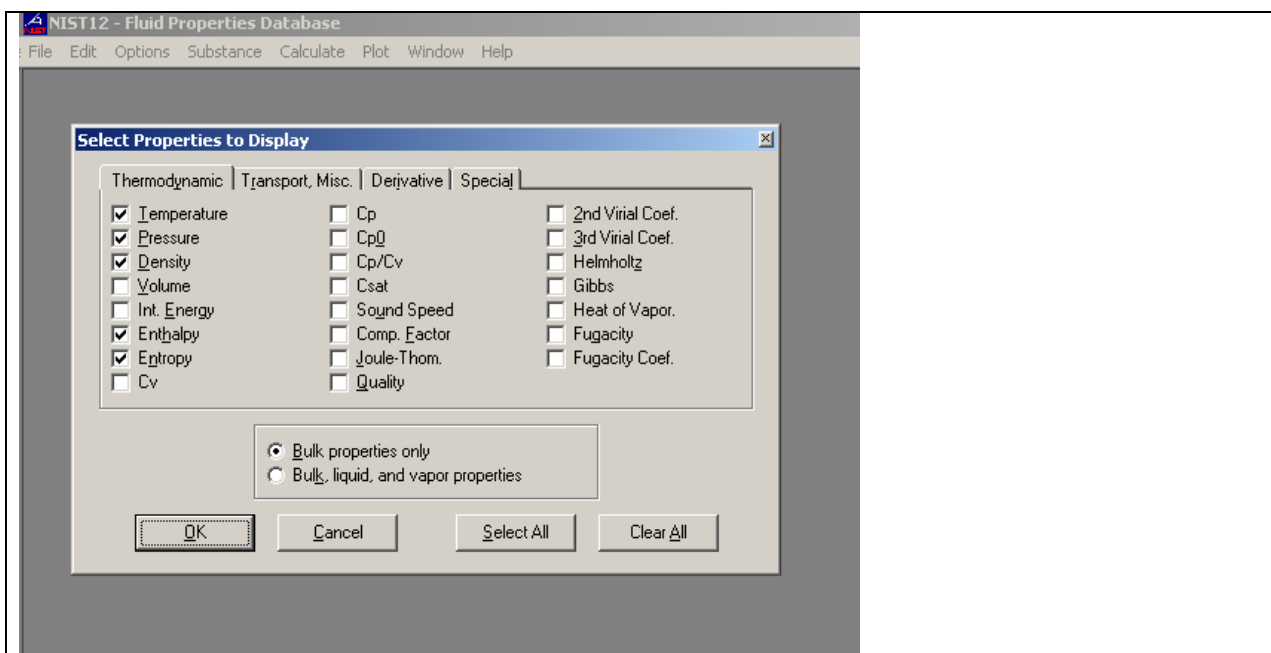 NIST12 - Fluid Properties Database
File Edit Options Substance Calculate Plot Window Help
Select Properties to Display
Thermodynamic Transport, Misc. Derivative Special
Temperature Cp 2nd Virial Coef.
Pressure Cp0 3rd Virial Coef.
Density Cp/Cv Helmholtz
Volume Csat Gibbs
Int. Energy Sound Speed Heat of Vapor.
Enthalpy Comp. Factor Fugacity
Entropy Joule-Thom. Fugacity Coef.
Cv Quality
Bulk properties only
Bulk, liquid, and vapor properties
OK Cancel Select All Clear All